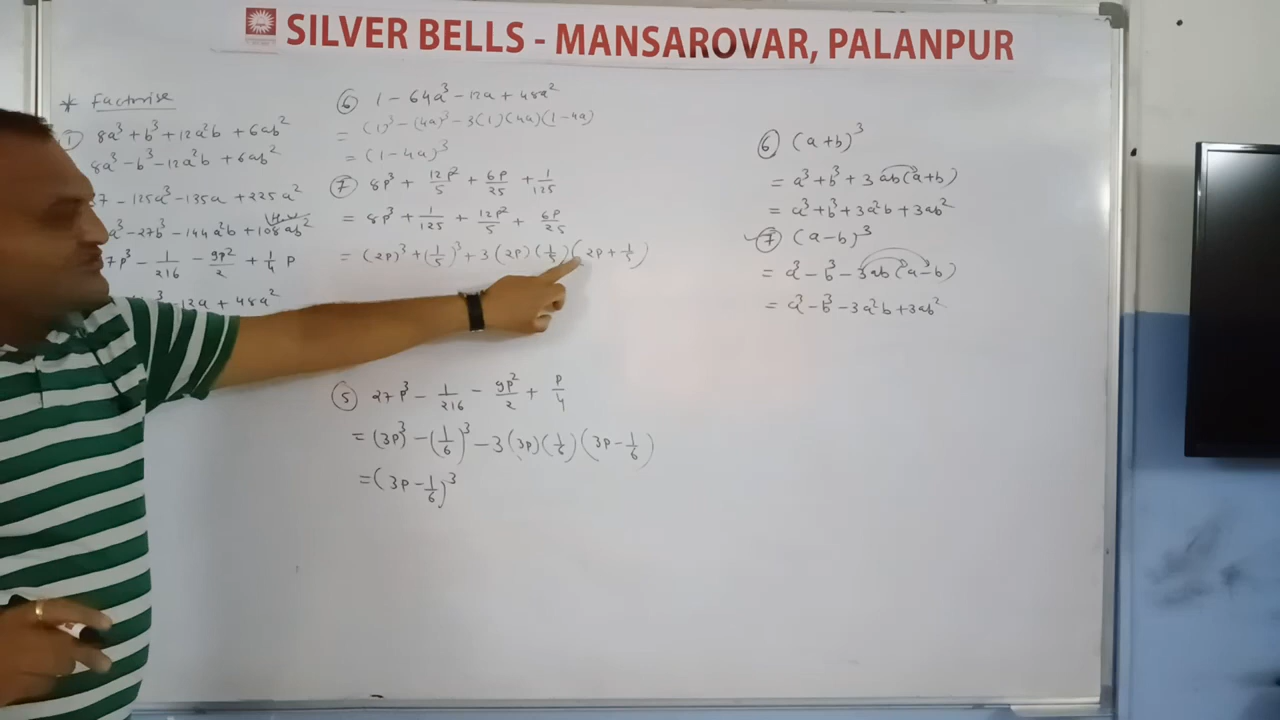 SILVER BELLS - MANSAROVAR, PALANPUR
* Factorise
① 8a³ + b³ + 12a²b + 6ab²
8a³ - b³ - 12a²b + 6ab²
7 - 125a³ - 135a + 225a²
a³ - 27b³ - 144a²b + 108ab² H.W
7p³ - 1/216 - 9p²/2 + 1/4 p
³ - 12a + 48a²
⑥ 1 - 64a³ - 12a + 48a²
= (1)³ - (4a)³ - 3(1)(4a)(1-4a)
= (1-4a)³
⑦ 8p³ + 12p²/5 + 6p/25 + 1/125
= 8p³ + 1/125 + 12p²/5 + 6p/25
= (2p)³ + (1/5)³ + 3(2p)(1/5)(2p + 1/5)
⑤ 27p³ - 1/216 - 9p²/2 + p/4
= (3p)³ - (1/6)³ - 3(3p)(1/6)(3p - 1/6)
= (3p - 1/6)³
⑥ (a+b)³
= a³ + b³ + 3ab(a+b)
= a³ + b³ + 3a²b + 3ab²
⑦ (a-b)³
= a³ - b³ - 3ab(a-b)
= a³ - b³ - 3a²b + 3ab²